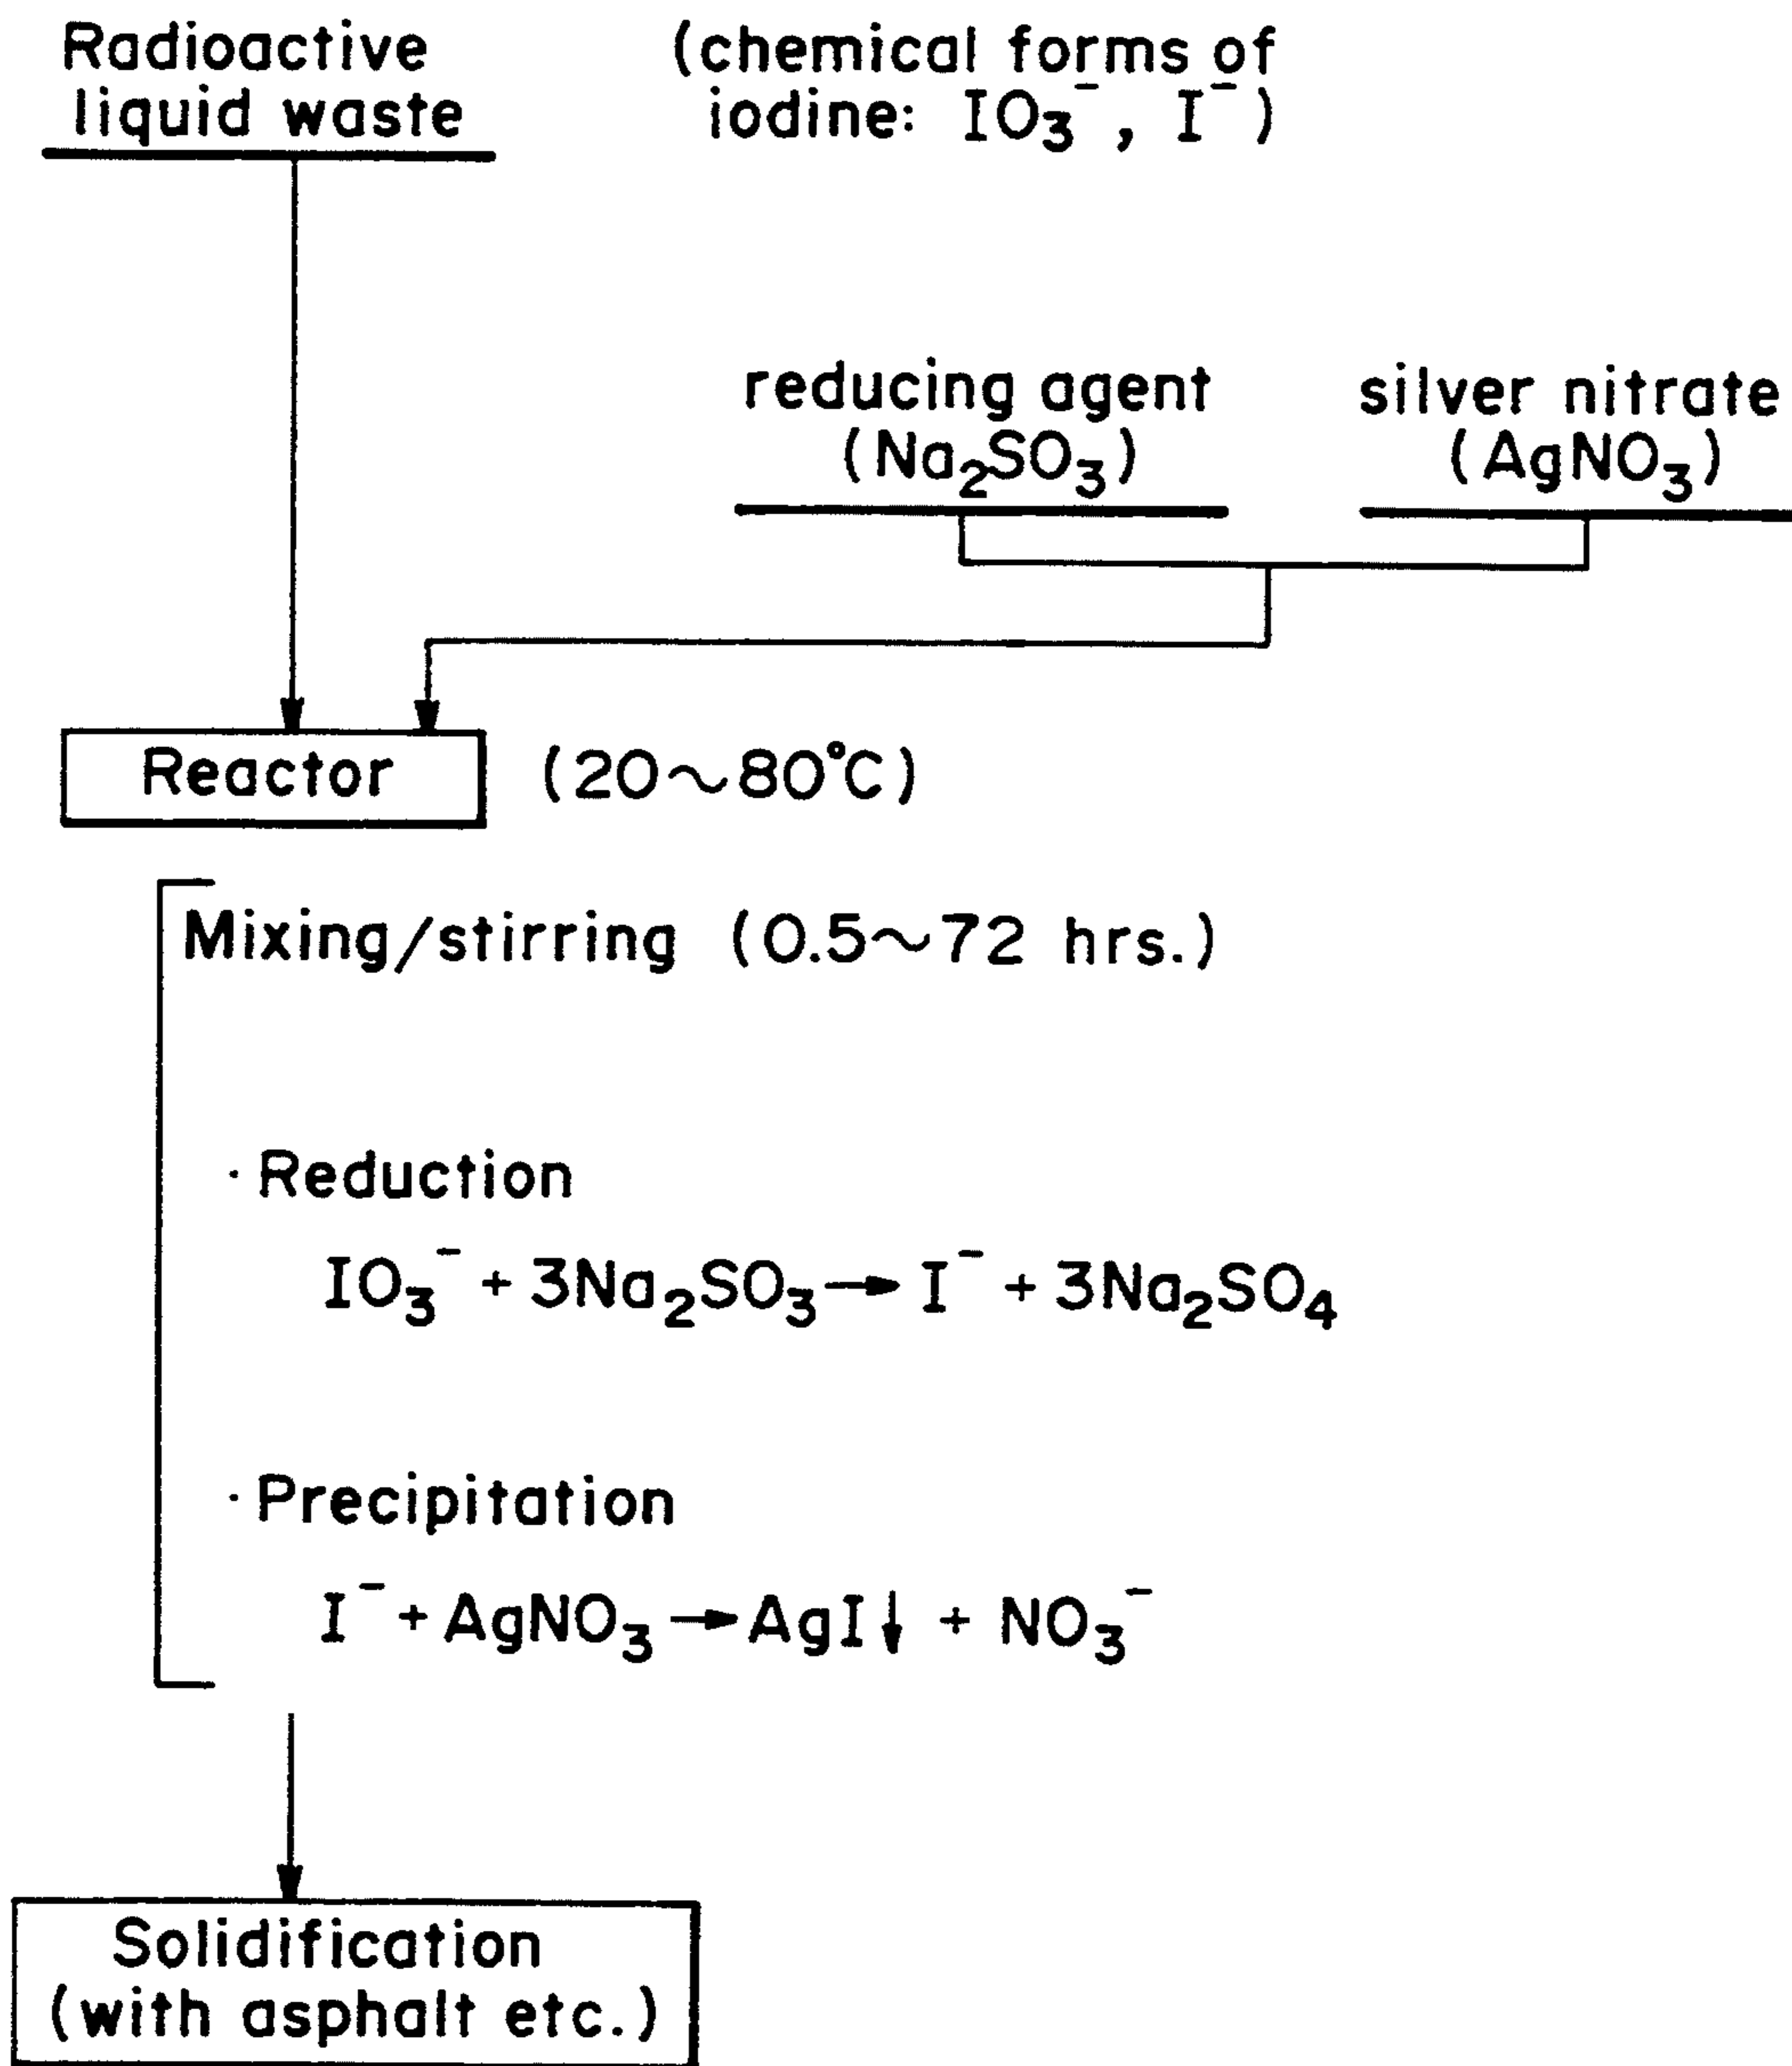 Radioactive
liquid waste
(chemical forms of
iodine: IO₃⁻, I⁻)
reducing agent
(Na₂SO₃)
silver nitrate
(AgNO₃)
Reactor
(20~80°C)
Mixing/stirring (0.5~72 hrs.)
· Reduction
IO₃⁻ + 3Na₂SO₃ → I⁻ + 3Na₂SO₄
· Precipitation
I⁻ + AgNO₃ → AgI↓ + NO₃⁻
Solidification
(with asphalt etc.)